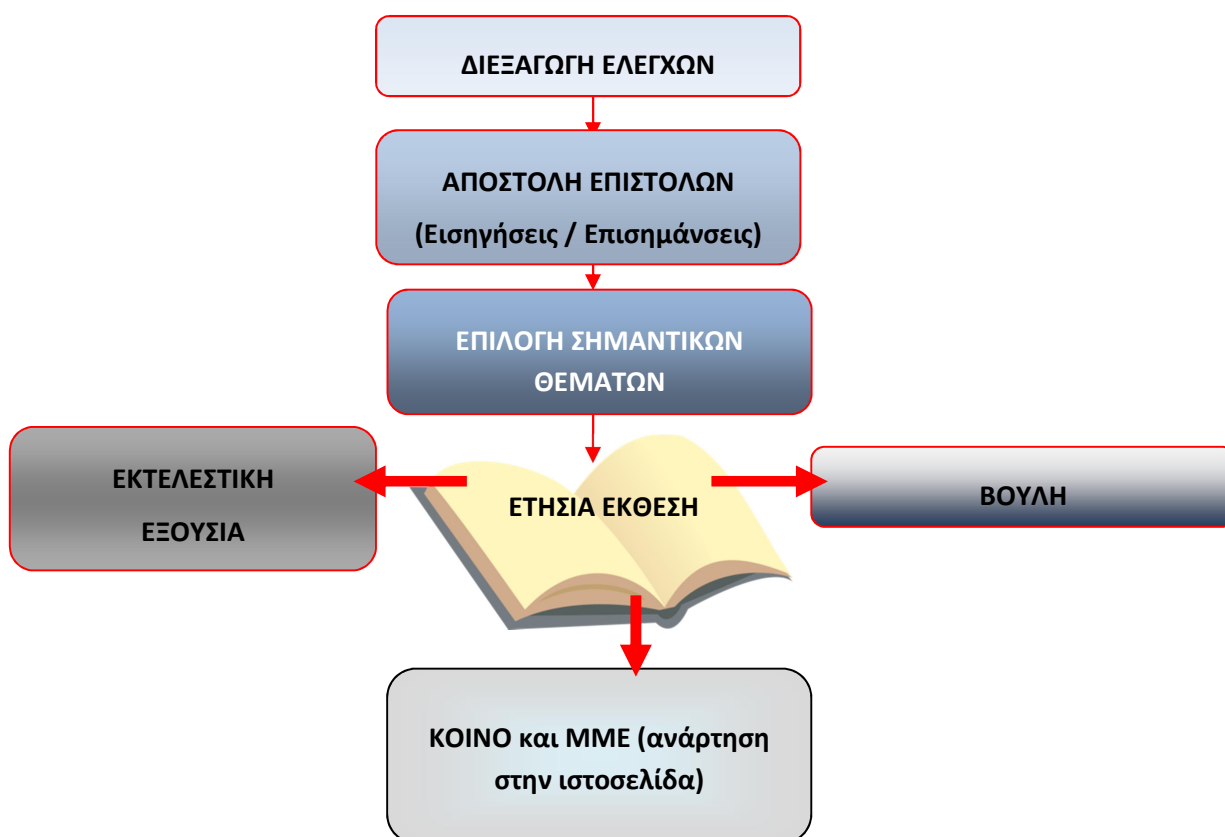 ΔΙΕΞΑΓΩΓΗ ΕΛΕΓΧΩΝ
ΑΠΟΣΤΟΛΗ ΕΠΙΣΤΟΛΩΝ
(Εισηγήσεις / Επισημάνσεις)
ΕΠΙΛΟΓΗ ΣΗΜΑΝΤΙΚΩΝ
ΘΕΜΑΤΩΝ
ΕΚΤΕΛΕΣΤΙΚΗ
ΕΞΟΥΣΙΑ
ΕΤΗΣΙΑ ΕΚΘΕΣΗ
ΒΟΥΛΗ
ΚΟΙΝΟ και ΜΜΕ (ανάρτηση
στην ιστοσελίδα)